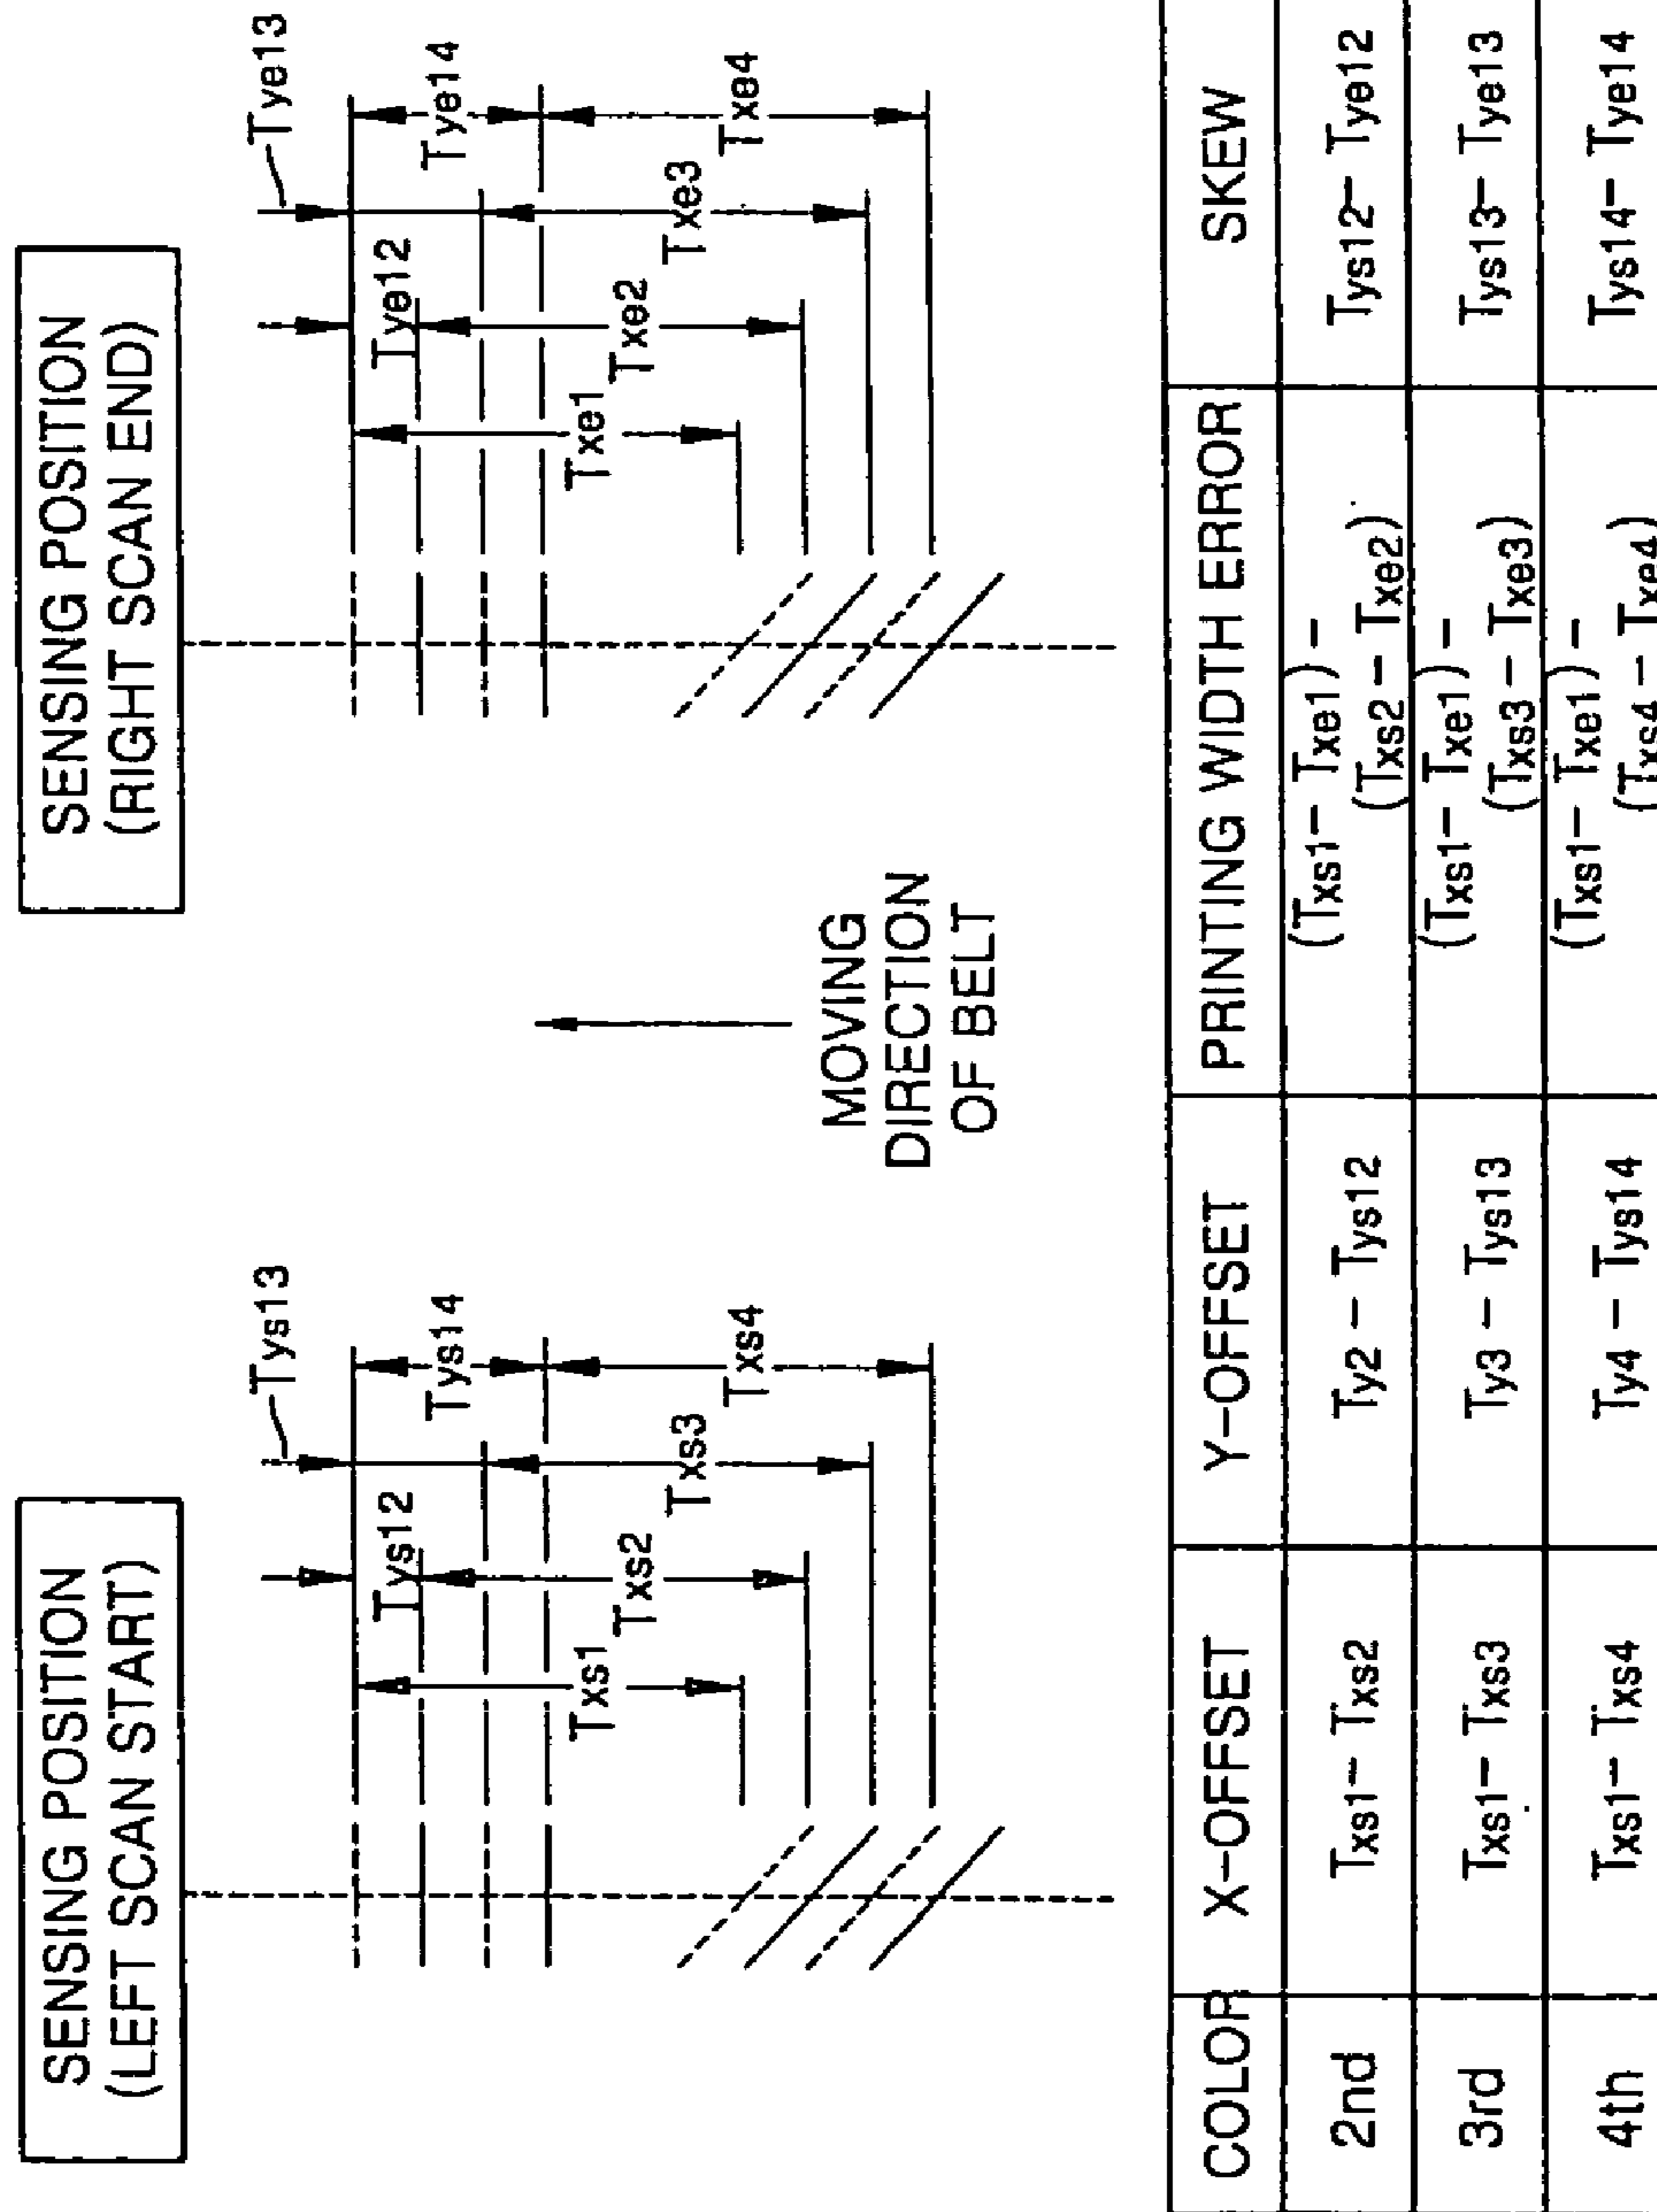 SENSING POSITION
(LEFT SCAN START)
SENSING POSITION
(RIGHT SCAN END)
Tys13
Tys12
Tys14
Txs1
Txs2
Txs3
Txs4
MOVING
DIRECTION
OF BELT
Tye13
Tye12
Tye14
Txe1
Txe2
Txe3
Txe4
COLOR X-OFFSET Y-OFFSET PRINTING WIDTH ERROR SKEW
2nd Txs1- Txs2 Ty2 - Tys12 (Txs1- Txe1) -
(Txs2 - Txe2) Tys12- Tye12
3rd Txs1- Txs3 Ty3 - Tys13 (Txs1- Txe1) -
(Txs3 - Txe3) Tys13- Tye13
4th Txs1- Txs4 Ty4 - Tys14 (Txs1- Txe1) -
(Txs4 - Txe4) Tys14- Tye14